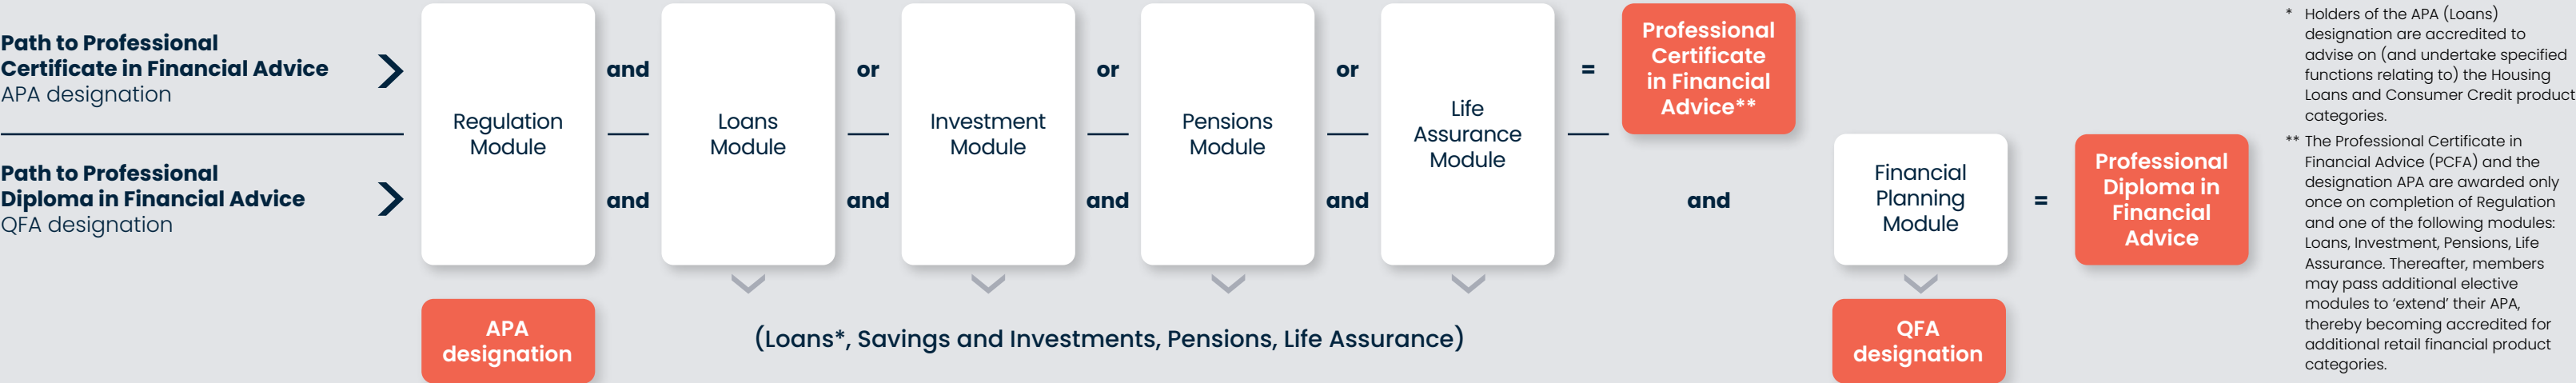 Path to Professional
Certificate in Financial Advice
APA designation
Path to Professional
Diploma in Financial Advice
QFA designation
Regulation
Module
and
and
Loans
Module
or
and
Investment
Module
or
and
Pensions
Module
or
and
Life
Assurance
Module
=
Professional
Certificate
in Financial
Advice**
and
Financial
Planning
Module
=
Professional
Diploma in
Financial
Advice
APA
designation
(Loans*, Savings and Investments, Pensions, Life Assurance)
QFA
designation
* Holders of the APA (Loans)
designation are accredited to
advise on (and undertake specified
functions relating to) the Housing
Loans and Consumer Credit product
categories.
** The Professional Certificate in
Financial Advice (PCFA) and the
designation APA are awarded only
once on completion of Regulation
and one of the following modules:
Loans, Investment, Pensions, Life
Assurance. Thereafter, members
may pass additional elective
modules to ‘extend’ their APA,
thereby becoming accredited for
additional retail financial product
categories.